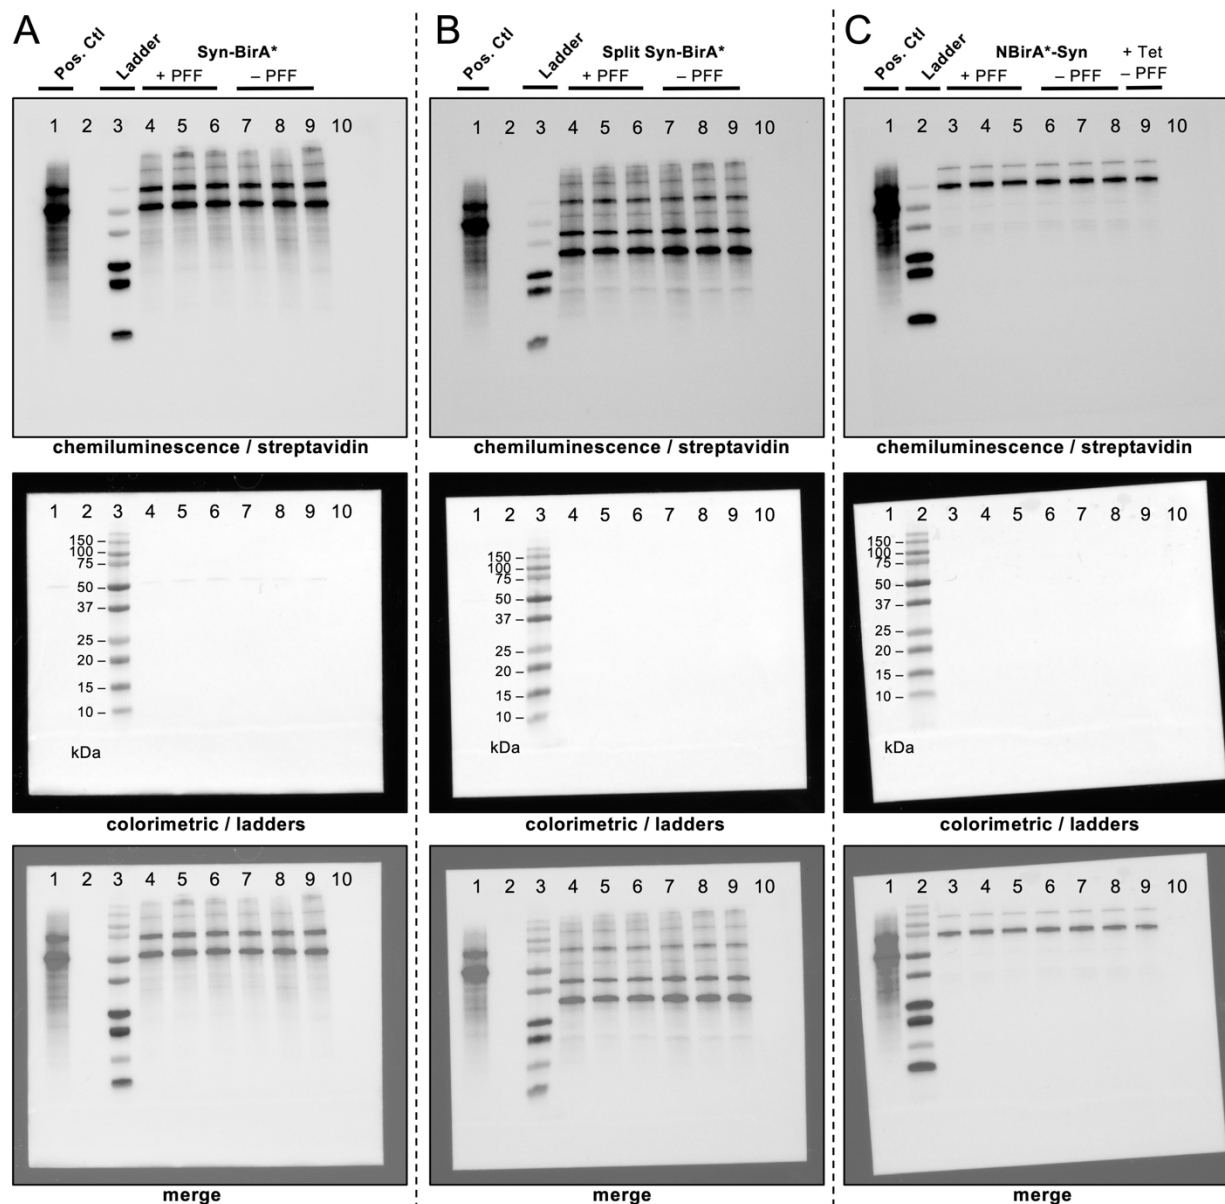 A
Pos. Ctl
Ladder
Syn-BirA*
+ PFF
– PFF
1 2 3 4 5 6 7 8 9 10
chemiluminescence / streptavidin
1 2 3 4 5 6 7 8 9 10
150 –
100 –
75 –
50 –
37 –
25 –
20 –
15 –
10 –
kDa
colorimetric / ladders
1 2 3 4 5 6 7 8 9 10
merge
B
Pos. Ctl
Ladder
Split Syn-BirA*
+ PFF
– PFF
1 2 3 4 5 6 7 8 9 10
chemiluminescence / streptavidin
1 2 3 4 5 6 7 8 9 10
150 –
100 –
75 –
50 –
37 –
25 –
20 –
15 –
10 –
kDa
colorimetric / ladders
1 2 3 4 5 6 7 8 9 10
merge
C
Pos. Ctl
Ladder
NBirA*-Syn
+ PFF
– PFF
+ Tet
– PFF
1 2 3 4 5 6 7 8 9 10
chemiluminescence / streptavidin
1 2 3 4 5 6 7 8 9 10
150 –
100 –
75 –
50 –
37 –
25 –
20 –
15 –
10 –
kDa
colorimetric / ladders
1 2 3 4 5 6 7 8 9 10
merge